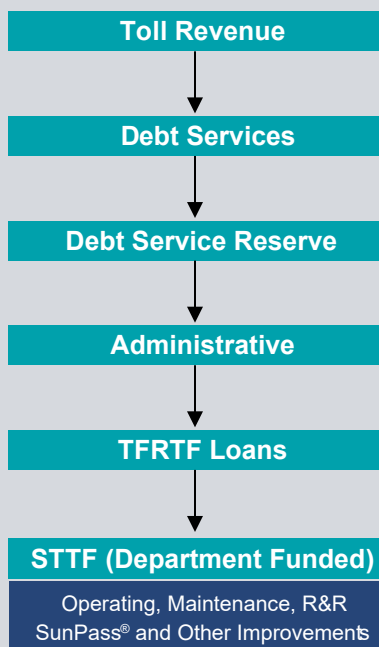 Toll Revenue
Debt Services
Debt Service Reserve
Administrative
TFRTF Loans
STTF (Department Funded)
Operating, Maintenance, R&R
SunPass® and Other Improvements